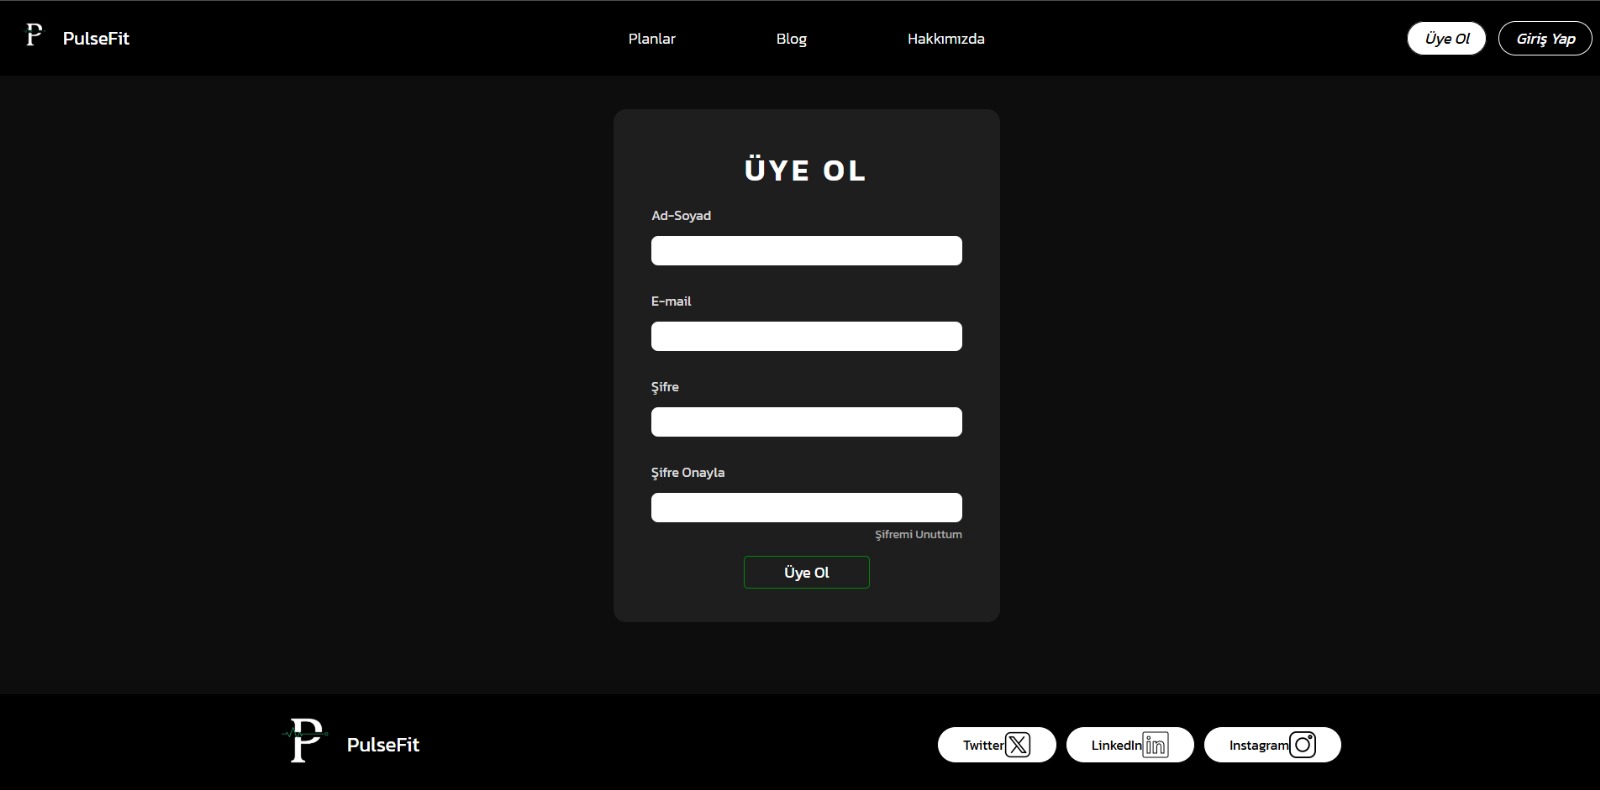 P PulseFit Planlar Blog Hakkımızda Üye Ol Giriş Yap
ÜYE OL
Ad-Soyad
E-mail
Şifre
Şifre Onayla
Şifremi Unuttum
Üye Ol
P PulseFit Twitter X LinkedIn in Instagram